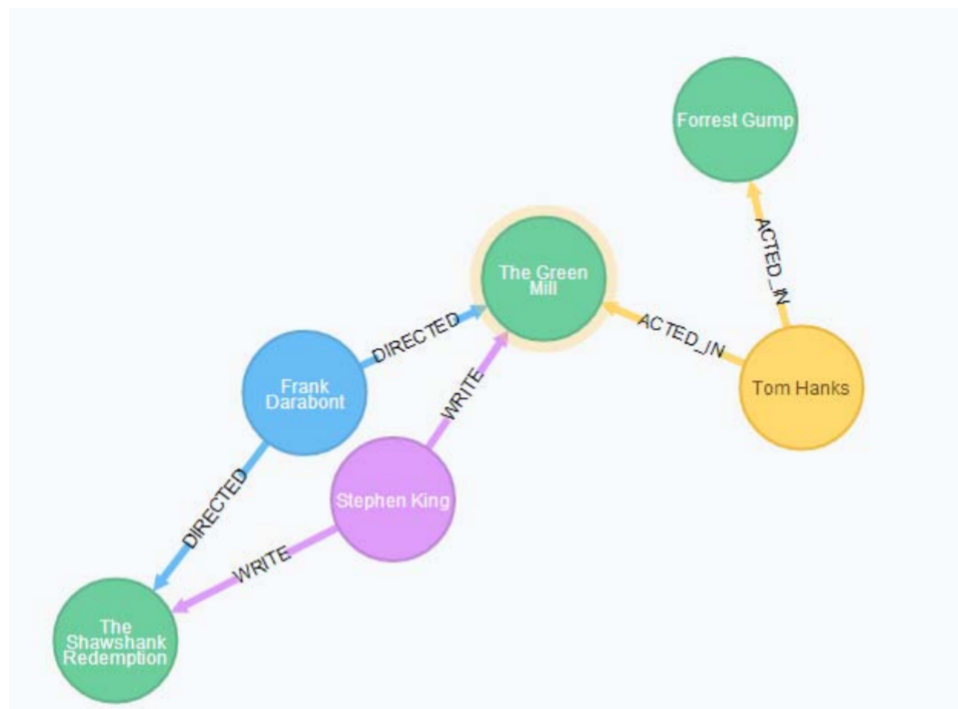 Forrest Gump
ACTED_IN
The Green
Mill
ACTED_IN
DIRECTED
Tom Hanks
Frank
Darabont
WRITE
DIRECTED
Stephen King
WRITE
The
Shawshank
Redemption